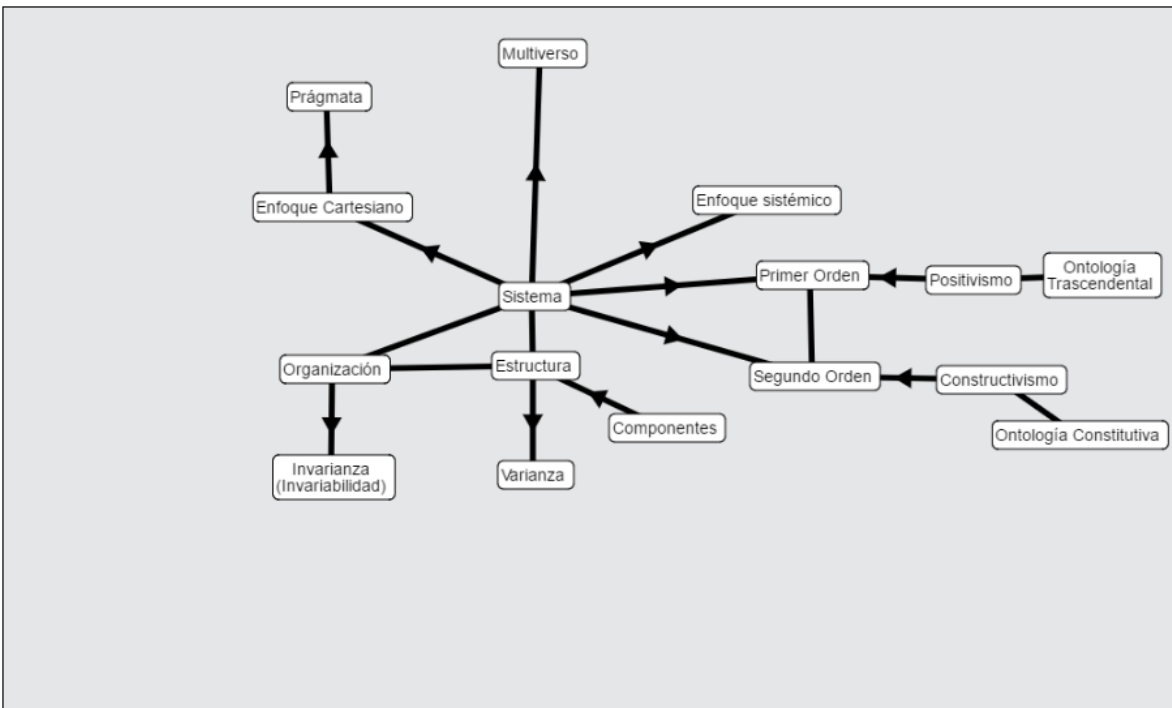 Multiverso
Prágmata
Enfoque Cartesiano
Enfoque sistémico
Primer Orden
Positivismo
Ontología
Trascendental
Sistema
Organización
Estructura
Segundo Orden
Constructivismo
Componentes
Ontología Constitutiva
Invarianza
(Invariabilidad)
Varianza